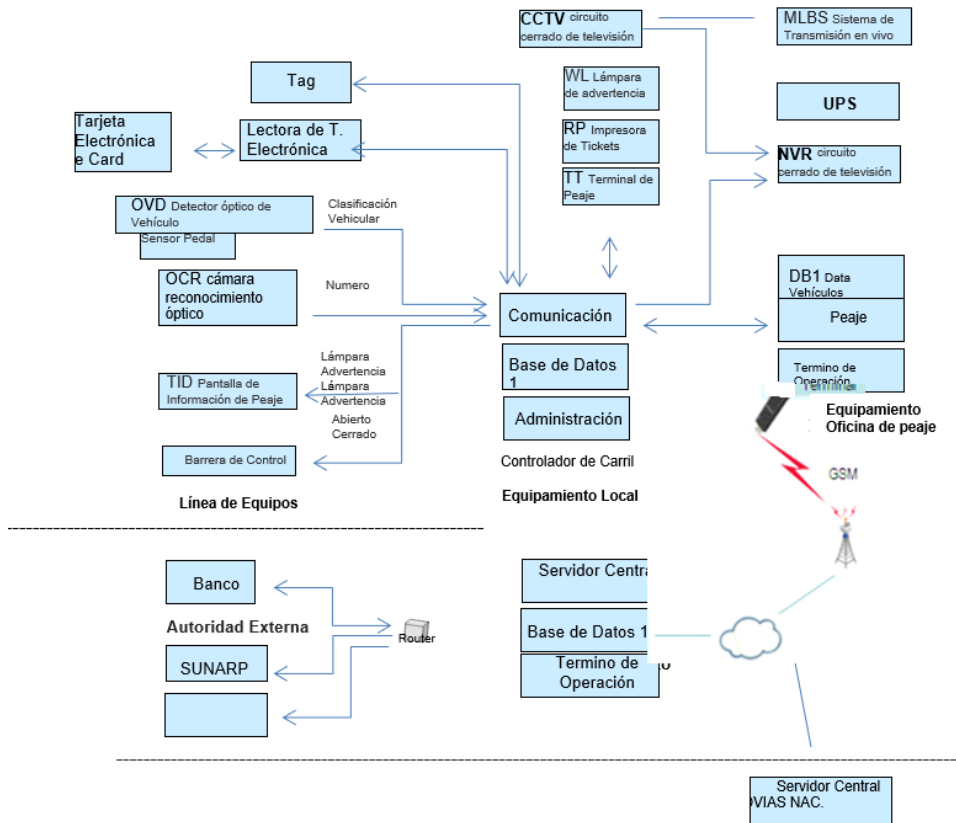 CCTV circuito
cerrado de televisión
MLBS Sistema de
Transmisión en vivo
Tag
WL Lámpara
de advertencia
UPS
Tarjeta
Electrónica
e Card
Lectora de T.
Electrónica
RP Impresora
de Tickets
NVR circuito
cerrado de televisión
TT Terminal de
Peaje
OVD Detector óptico de
Vehículo
Sensor Pedal
Clasificación
Vehicular
OCR cámara
reconocimiento
óptico
Numero
Comunicación
DB1 Data
Vehículos
Peaje
Base de Datos
1
Termino de
Operación
Terminal
Lámpara
Advertencia
Lámpara
Advertencia
TID Pantalla de
Información de Peaje
Abierto
Cerrado
Administración
Equipamiento
Oficina de peaje
Barrera de Control
Controlador de Carril
GSM
Línea de Equipos
Equipamiento Local
Banco
Servidor Centra
Autoridad Externa
Router
Base de Datos 1
SUNARP
Termino de
Operación
Servidor Central
OVIAS NAC.